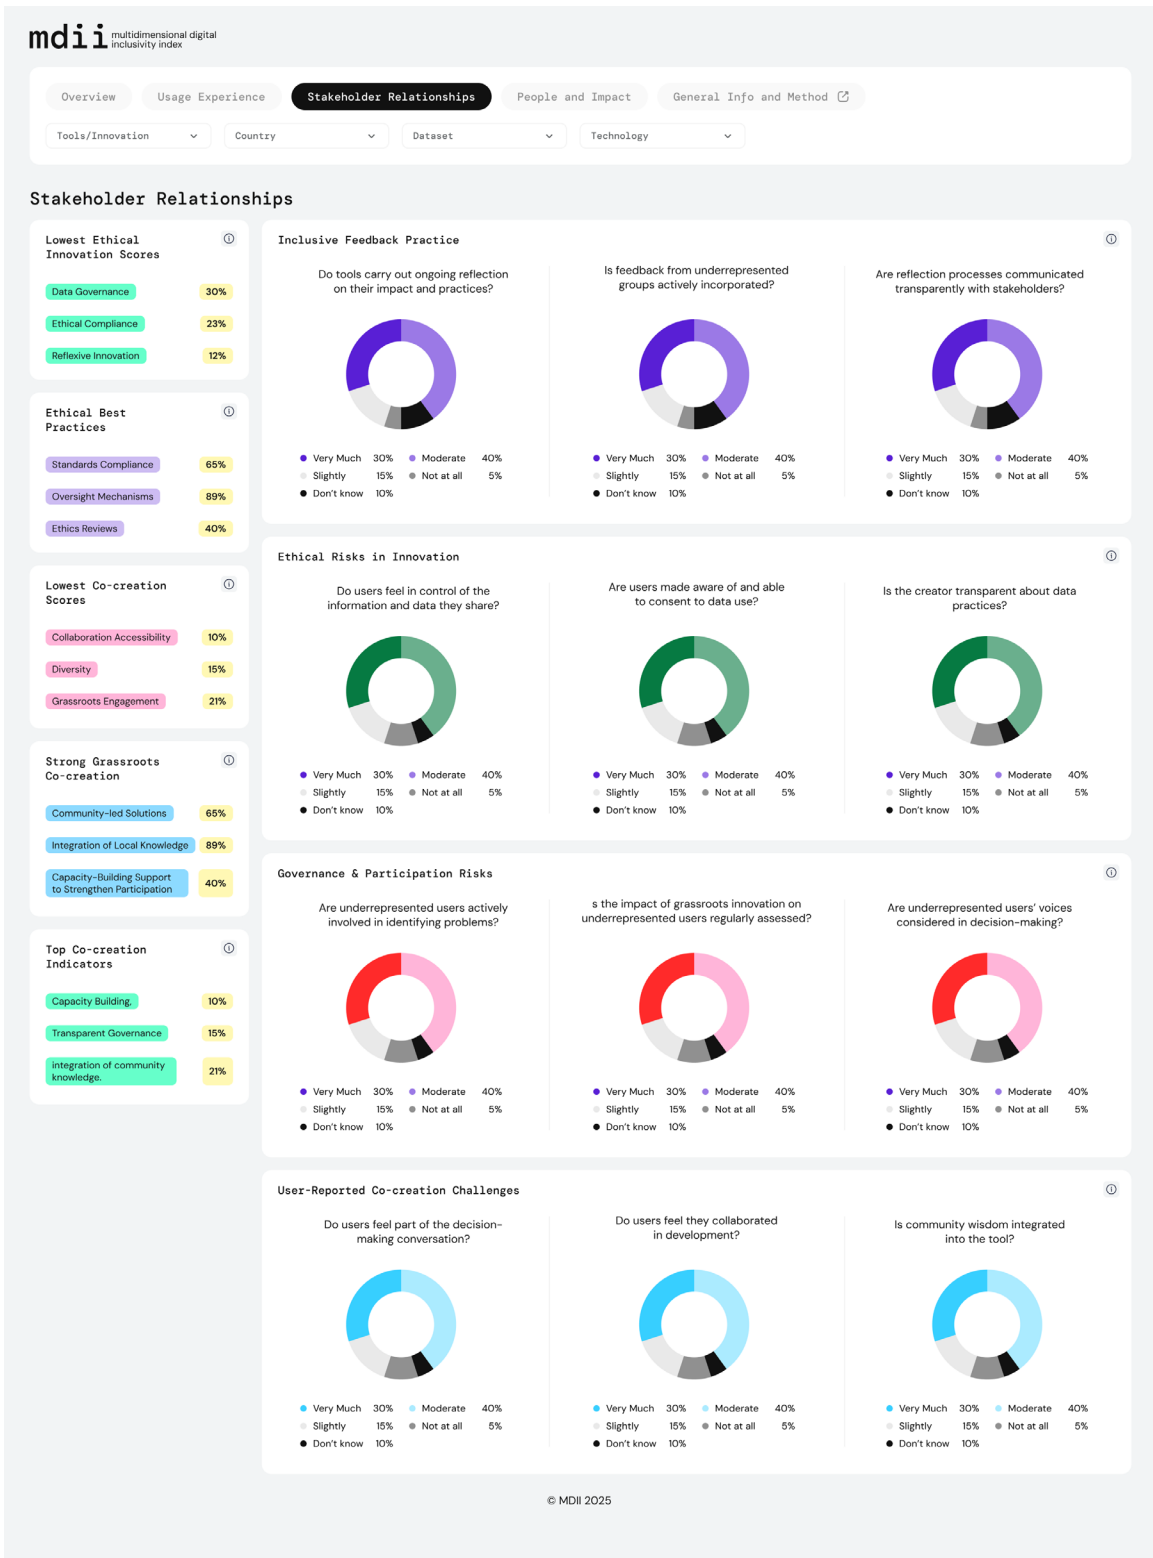 mdii multidimensional digital
inclusivity index
Overview
Usage Experience
Stakeholder Relationships
People and Impact
General Info and Method
Tools/Innovation
Country
Dataset
Technology
Stakeholder Relationships
Lowest Ethical
Innovation Scores
Data Governance 30%
Ethical Compliance 23%
Reflexive Innovation 12%
Ethical Best
Practices
Standards Compliance 65%
Oversight Mechanisms 89%
Ethics Reviews 40%
Lowest Co-creation
Scores
Collaboration Accessibility 10%
Diversity 15%
Grassroots Engagement 21%
Strong Grassroots
Co-creation
Community-led Solutions 65%
Integration of Local Knowledge 89%
Capacity-Building Support
to Strengthen Participation 40%
Top Co-creation
Indicators
Capacity Building, 10%
Transparent Governance 15%
integration of community
knowledge. 21%
Inclusive Feedback Practice
Do tools carry out ongoing reflection
on their impact and practices?
Very Much 30% Moderate 40%
Slightly 15% Not at all 5%
Don't know 10%
Is feedback from underrepresented
groups actively incorporated?
Very Much 30% Moderate 40%
Slightly 15% Not at all 5%
Don't know 10%
Are reflection processes communicated
transparently with stakeholders?
Very Much 30% Moderate 40%
Slightly 15% Not at all 5%
Don't know 10%
Ethical Risks in Innovation
Do users feel in control of the
information and data they share?
Very Much 30% Moderate 40%
Slightly 15% Not at all 5%
Don't know 10%
Are users made aware of and able
to consent to data use?
Very Much 30% Moderate 40%
Slightly 15% Not at all 5%
Don't know 10%
Is the creator transparent about data
practices?
Very Much 30% Moderate 40%
Slightly 15% Not at all 5%
Don't know 10%
Governance & Participation Risks
Are underrepresented users actively
involved in identifying problems?
Very Much 30% Moderate 40%
Slightly 15% Not at all 5%
Don't know 10%
s the impact of grassroots innovation on
underrepresented users regularly assessed?
Very Much 30% Moderate 40%
Slightly 15% Not at all 5%
Don't know 10%
Are underrepresented users' voices
considered in decision-making?
Very Much 30% Moderate 40%
Slightly 15% Not at all 5%
Don't know 10%
User-Reported Co-creation Challenges
Do users feel part of the decision-
making conversation?
Very Much 30% Moderate 40%
Slightly 15% Not at all 5%
Don't know 10%
Do users feel they collaborated
in development?
Very Much 30% Moderate 40%
Slightly 15% Not at all 5%
Don't know 10%
Is community wisdom integrated
into the tool?
Very Much 30% Moderate 40%
Slightly 15% Not at all 5%
Don't know 10%
© MDII 2025